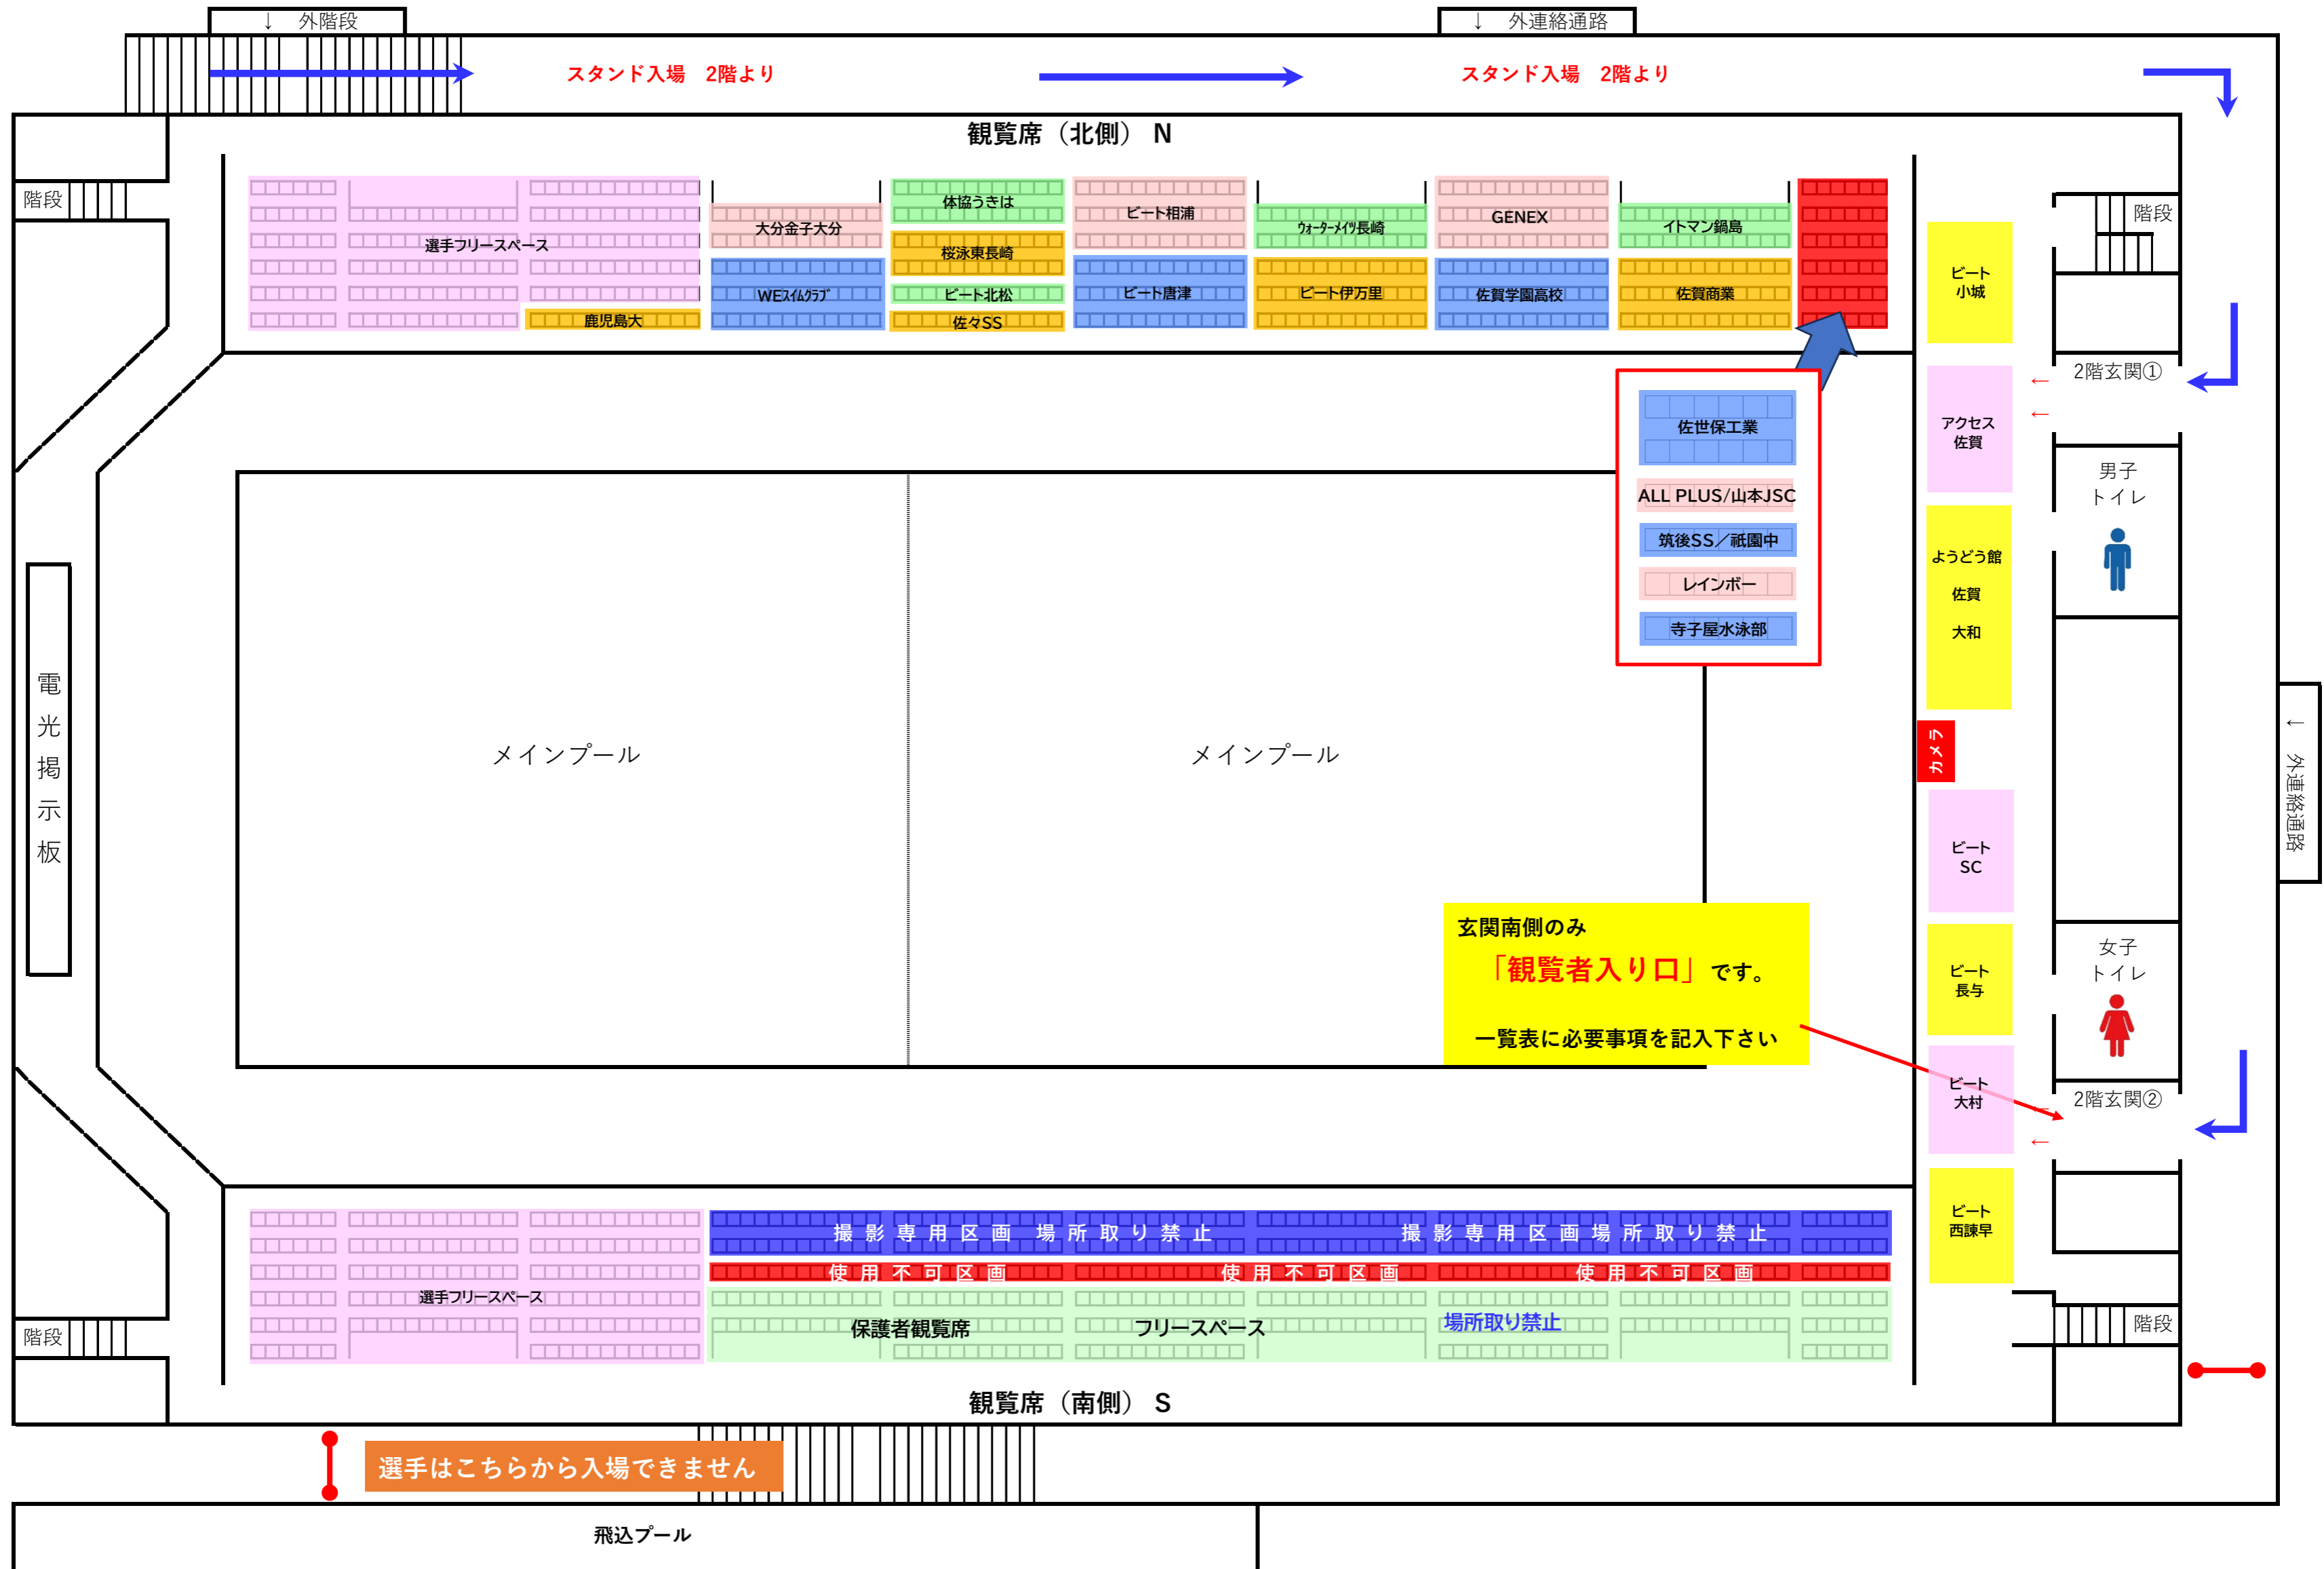 ↓ 外階段
↓ 外連絡通路
スタンド入場 2階より
スタンド入場 2階より
観覧席（北側） N
階段
階段
選手フリースペース
鹿児島大
大分金子大分
WEｽｲﾑｸﾗﾌﾞ
体協うきは
桜泳東長崎
ビート北松
佐々SS
ビート相浦
ビート唐津
ｳｫｰﾀｰﾒｲﾂ長崎
ビート伊万里
GENEX
佐賀学園高校
イトマン鍋島
佐賀商業
佐世保工業
ALL PLUS/山本JSC
筑後SS／祇園中
レインボー
寺子屋水泳部
ビート
小城
アクセス
佐賀
ようどう館
佐賀
大和
カメラ
ビート
SC
ビート
長与
ビート
大村
ビート
西諫早
2階玄関①
←
←
男子
トイレ
女子
トイレ
2階玄関②
←
←
← 外連絡通路
電光掲示板
メインプール
メインプール
玄関南側のみ
「観覧者入り口」です。
一覧表に必要事項を記入下さい
撮影専用区画 場所取り禁止
撮影専用区画場所取り禁止
使用不可区画
使用不可区画
使用不可区画
選手フリースペース
保護者観覧席
フリースペース
場所取り禁止
階段
階段
観覧席（南側） S
選手はこちらから入場できません
飛込プール